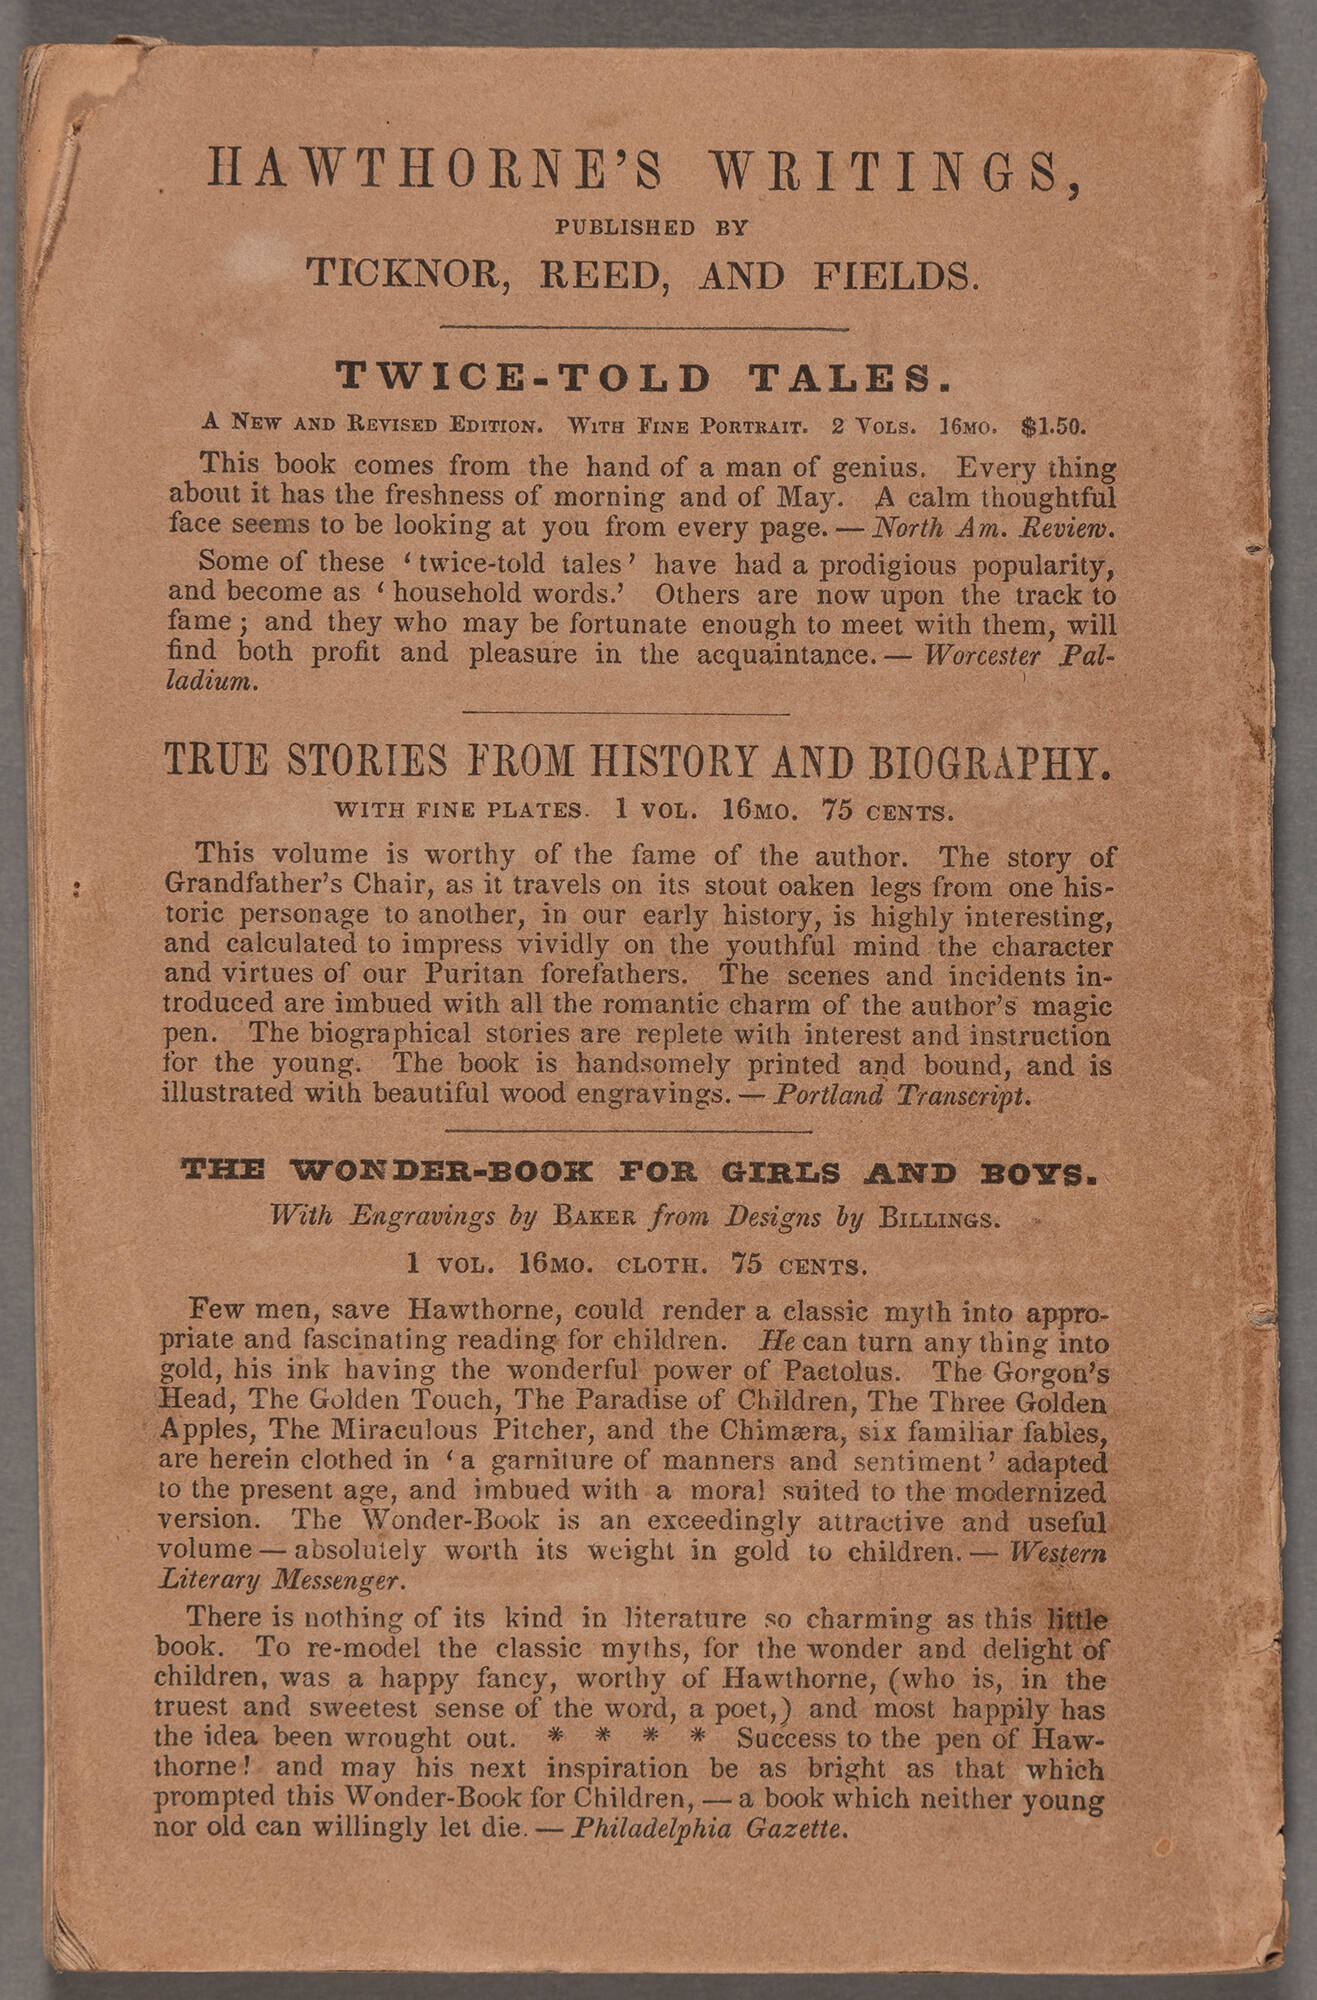 HAWTHORNE'S WRITINGS,
PUBLISHED BY
TICKNOR, REED, AND FIELDS.
TWICE-TOLD TALES.
A NEW AND REVISED EDITION. WITH FINE PORTRAIT. 2 VOLS. 16MO. $1.50.
This book comes from the hand of a man of genius. Every thing
about it has the freshness of morning and of May. A calm thoughtful
face seems to be looking at you from every page. — North Am. Review.
Some of these ‘twice-told tales’ have had a prodigious popularity,
and become as ‘household words.’ Others are now upon the track to
fame; and they who may be fortunate enough to meet with them, will
find both profit and pleasure in the acquaintance. — Worcester Pal-
ladium.
TRUE STORIES FROM HISTORY AND BIOGRAPHY.
WITH FINE PLATES. 1 VOL. 16MO. 75 CENTS.
This volume is worthy of the fame of the author. The story of
Grandfather's Chair, as it travels on its stout oaken legs from one his-
toric personage to another, in our early history, is highly interesting,
and calculated to impress vividly on the youthful mind the character
and virtues of our Puritan forefathers. The scenes and incidents in-
troduced are imbued with all the romantic charm of the author's magic
pen. The biographical stories are replete with interest and instruction
for the young. The book is handsomely printed and bound, and is
illustrated with beautiful wood engravings. — Portland Transcript.
THE WONDER-BOOK FOR GIRLS AND BOYS.
With Engravings by BAKER from Designs by BILLINGS.
1 VOL. 16MO. CLOTH. 75 CENTS.
Few men, save Hawthorne, could render a classic myth into appro-
priate and fascinating reading for children. He can turn any thing into
gold, his ink having the wonderful power of Pactolus. The Gorgon's
Head, The Golden Touch, The Paradise of Children, The Three Golden
Apples, The Miraculous Pitcher, and the Chimæra, six familiar fables,
are herein clothed in ‘a garniture of manners and sentiment’ adapted
to the present age, and imbued with a moral suited to the modernized
version. The Wonder-Book is an exceedingly attractive and useful
volume — absolutely worth its weight in gold to children. — Western
Literary Messenger.
There is nothing of its kind in literature so charming as this little
book. To re-model the classic myths, for the wonder and delight of
children, was a happy fancy, worthy of Hawthorne, (who is, in the
truest and sweetest sense of the word, a poet,) and most happily has
the idea been wrought out. * * * * Success to the pen of Haw-
thorne! and may his next inspiration be as bright as that which
prompted this Wonder-Book for Children, — a book which neither young
nor old can willingly let die. — Philadelphia Gazette.